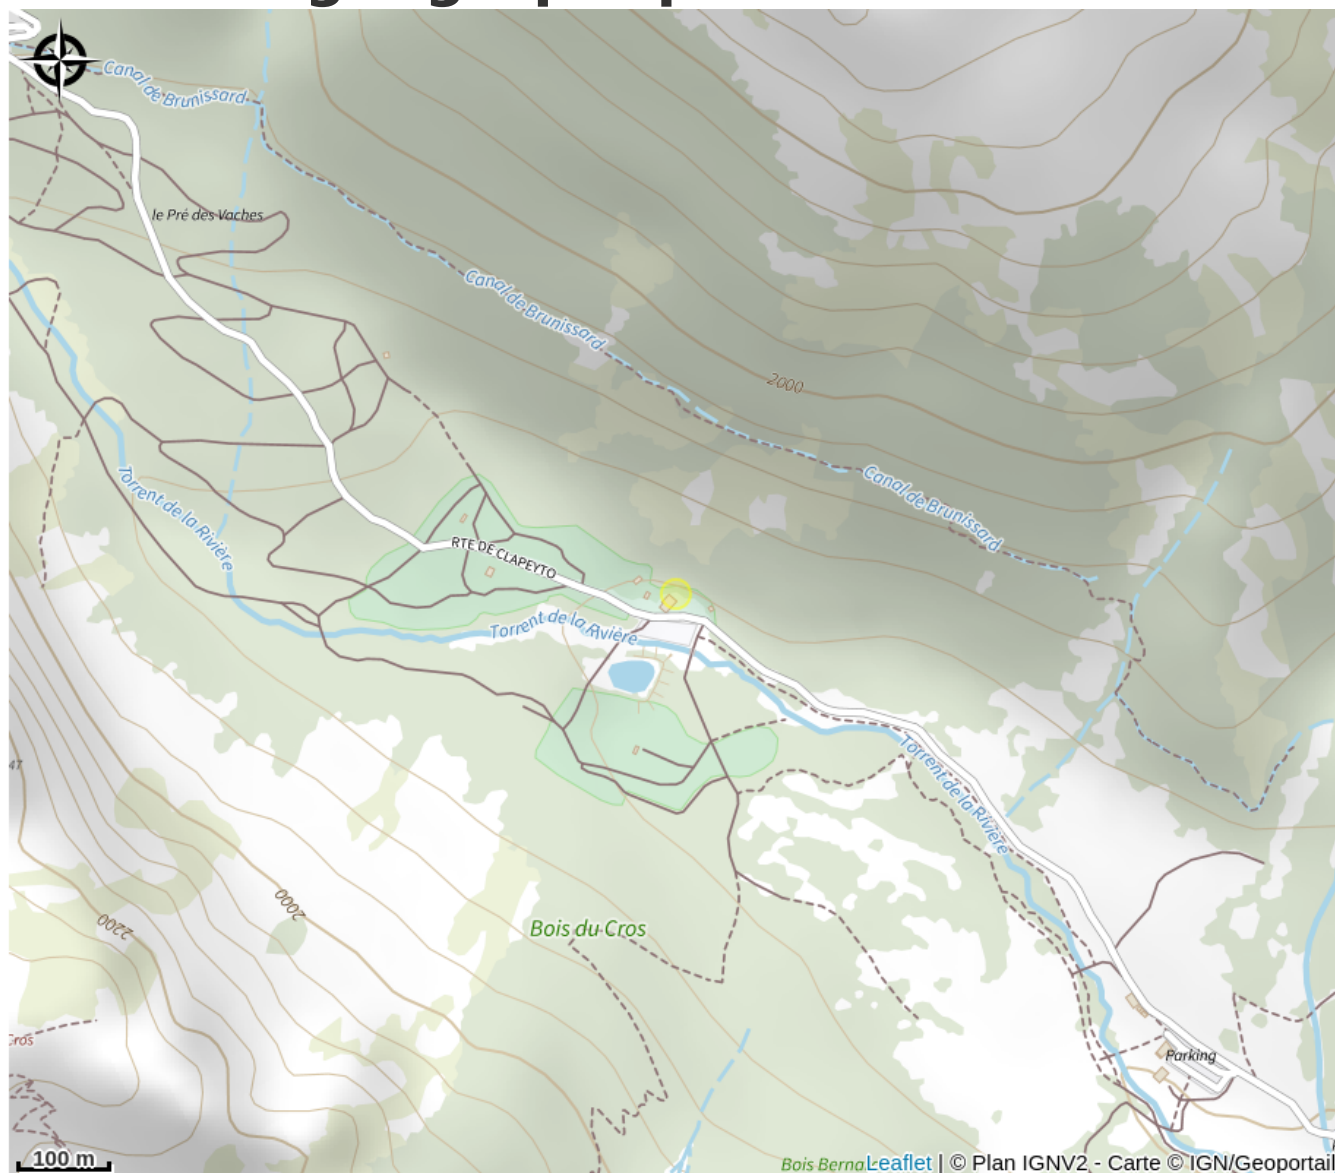 Canal de Brunissard
le Pré des Vaches
Canal de Brunissard
2000
Canal de Brunissard
Torrent de la Rivière
RTE DE CLAPEYTO
Torrent de la Rivière
Torrent de la Rivière
47
2000
2200
Bois du Cros
Cros
Parking
100 m
Bois Berna
Leaflet | © Plan IGNV2 - Carte © IGN/Geoportail